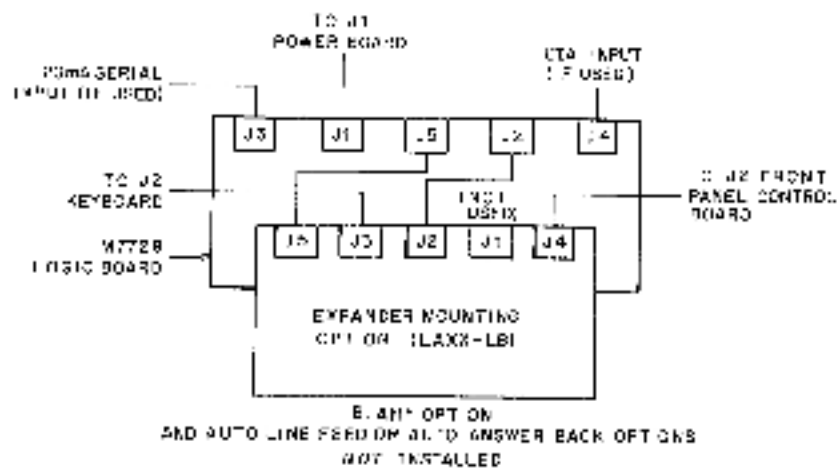 TO J1
POWER BOARD
20mA SERIAL
INPUT (IF USED)
EIA INPUT
(IF USED)
J3
J1
J5
J2
J4
TO J2
KEYBOARD
(NOT
USED)
TO J2 FRONT
PANEL CONTROL
BOARD
J5
J3
J2
J1
J4
M7728
LOGIC BOARD
EXPANDER MOUNTING
OPTION (LAXX-LB)
AND AUTO LINE FEED OR AUTO ANSWER BACK OPTIONS
NOT INSTALLED